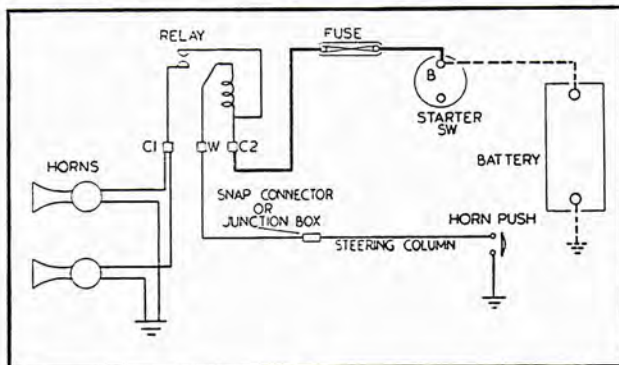 RELAY
FUSE
B
STARTER
SW
BATTERY
C1
W
C2
HORNS
SNAP CONNECTOR
OR
JUNCTION BOX
HORN PUSH
STEERING COLUMN